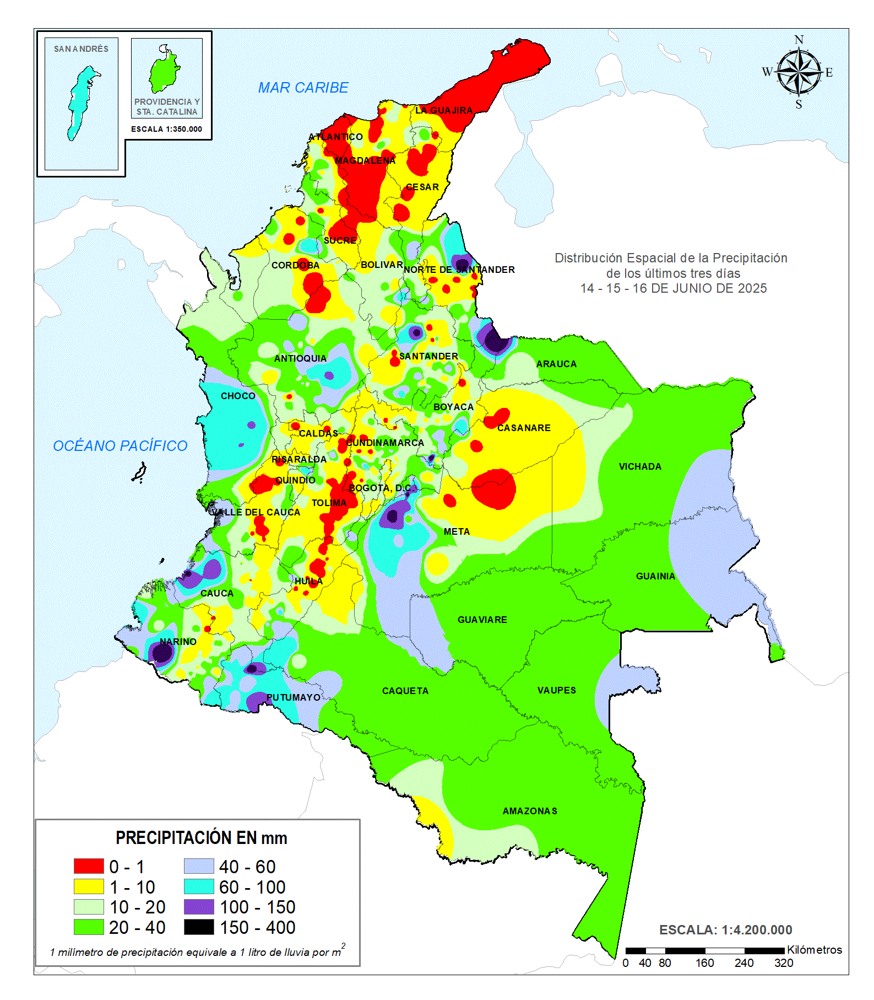 SAN ANDRÉS
PROVIDENCIA Y
STA. CATALINA
ESCALA 1:350.000
MAR CARIBE
N
W E
S
LA GUAJIRA
ATLANTICO
MAGDALENA
CESAR
SUCRE
CORDOBA
BOLIVAR
NORTE DE SANTANDER
Distribución Espacial de la Precipitación
de los últimos tres días
14 - 15 - 16 DE JUNIO DE 2025
ANTIOQUIA
SANTANDER
ARAUCA
CHOCO
BOYACA
CASANARE
CALDAS
CUNDINAMARCA
OCÉANO PACÍFICO
RISARALDA
VICHADA
QUINDIO
BOGOTA, D.C.
TOLIMA
VALLE DEL CAUCA
META
HUILA
GUAINIA
CAUCA
GUAVIARE
NARINO
CAQUETA
VAUPES
PUTUMAYO
AMAZONAS
PRECIPITACIÓN EN mm
0 - 1
1 - 10
10 - 20
20 - 40
40 - 60
60 - 100
100 - 150
150 - 400
1 milímetro de precipitación equivale a 1 litro de lluvia por m2
ESCALA: 1:4.200.000
Kilómetros
0 40 80 160 240 320